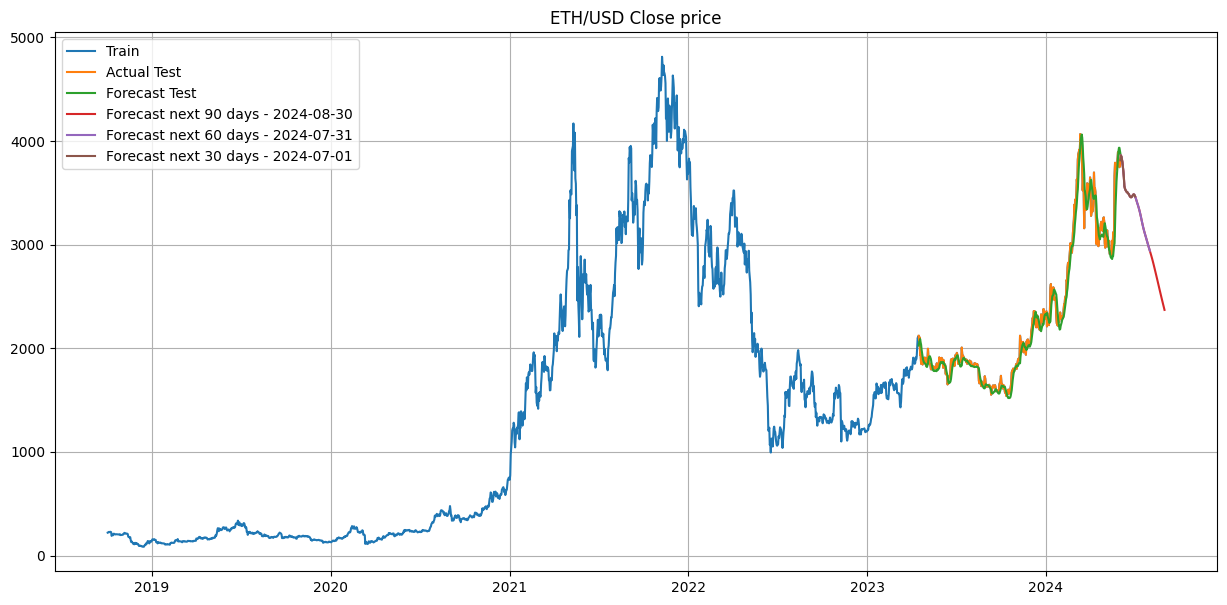 ETH/USD Close price
Train
Actual Test
Forecast Test
Forecast next 90 days - 2024-08-30
Forecast next 60 days - 2024-07-31
Forecast next 30 days - 2024-07-01
5000
4000
3000
2000
1000
0
2019 2020 2021 2022 2023 2024